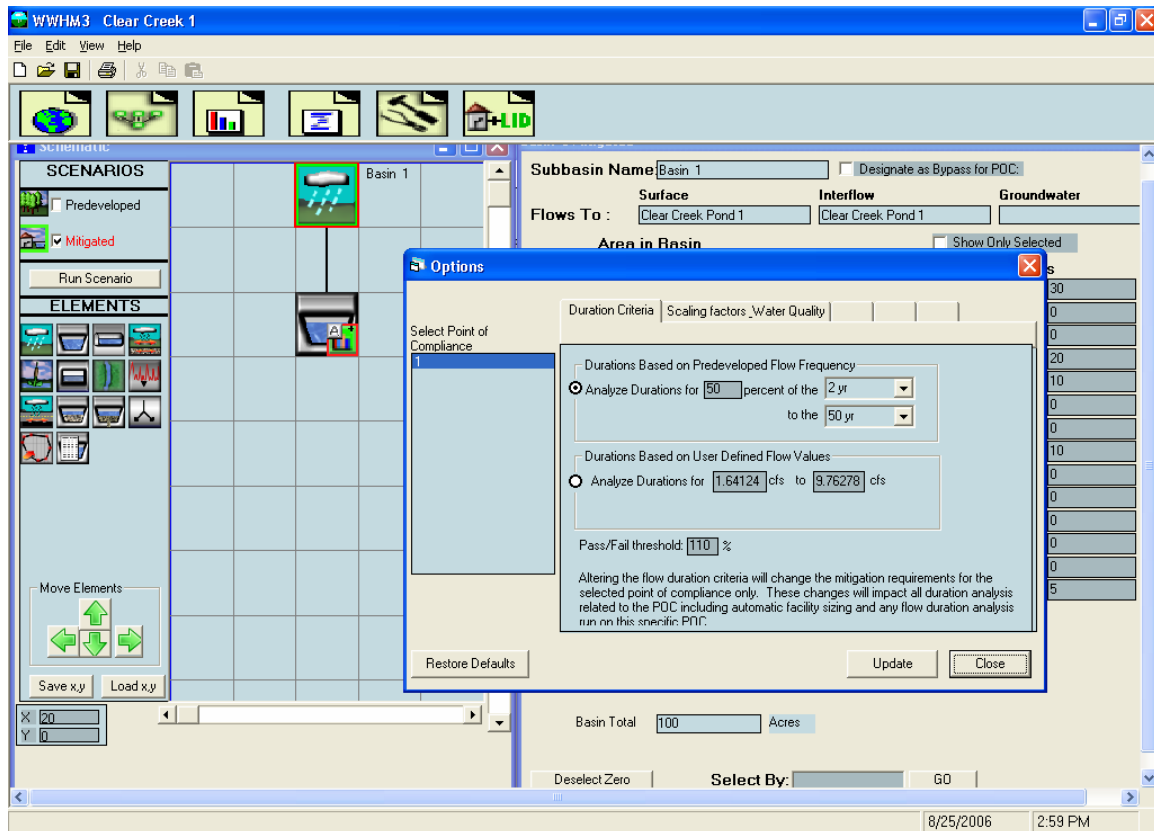 WWHM3 Clear Creek 1
File Edit View Help
+LID
Schematic
SCENARIOS
Predeveloped
Mitigated
Run Scenario
ELEMENTS
Move Elements
Save x,y Load x,y
X 20
Y 0
Basin 1
A
Subbasin Name: Basin 1 Designate as Bypass for POC:
Surface Interflow Groundwater
Flows To : Clear Creek Pond 1 Clear Creek Pond 1
Area in Basin Show Only Selected
s
30
0
0
20
10
0
0
10
0
0
0
0
0
5
Options
Select Point of
Compliance
1
Duration Criteria Scaling factors Water Quality
Durations Based on Predeveloped Flow Frequency
Analyze Durations for 50 percent of the 2 yr
to the 50 yr
Durations Based on User Defined Flow Values
Analyze Durations for 1.64124 cfs to 9.76278 cfs
Pass/Fail threshold: 110 %
Altering the flow duration criteria will change the mitigation requirements for the
selected point of compliance only. These changes will impact all duration analysis
related to the POC including automatic facility sizing and any flow duration analysis
run on this specific POC
Restore Defaults Update Close
Basin Total 100 Acres
Deselect Zero Select By: GO
8/25/2006 2:59 PM